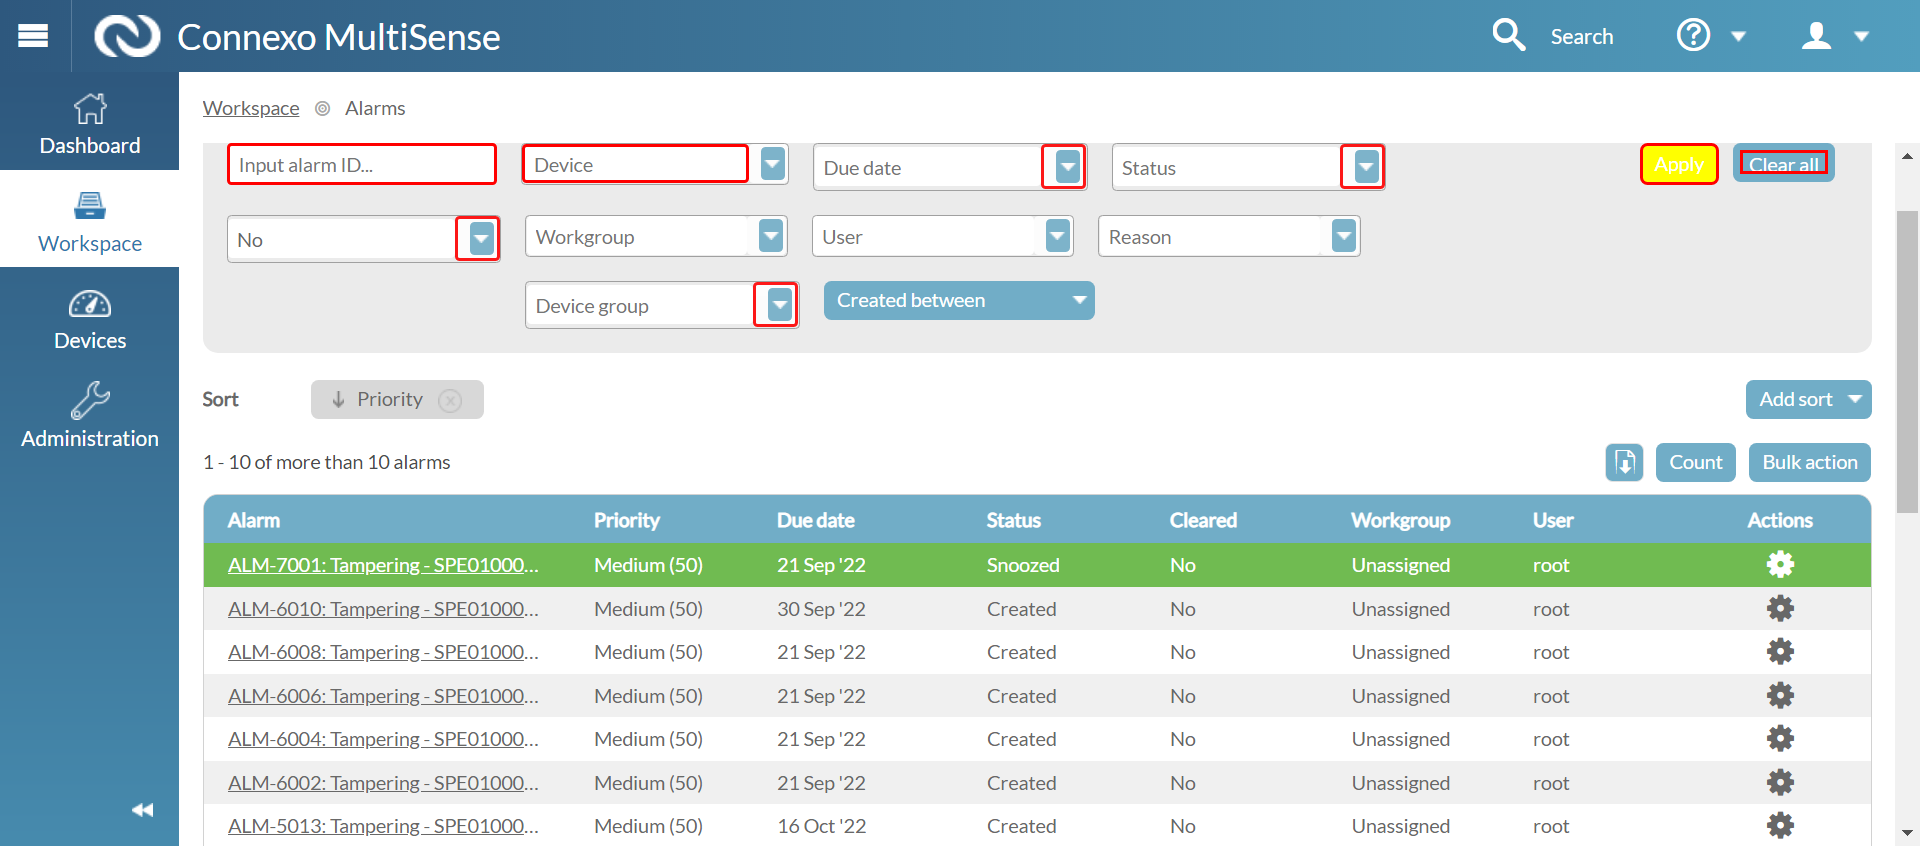 Connexo MultiSense
Search
Dashboard
Workspace
Devices
Administration
Workspace Alarms
Input alarm ID... Device Due date Status Apply Clear all
No Workgroup User Reason
Device group Created between
Sort Priority Add sort
1 - 10 of more than 10 alarms Count Bulk action
Alarm Priority Due date Status Cleared Workgroup User Actions
ALM-7001: Tampering - SPE01000... Medium (50) 21 Sep '22 Snoozed No Unassigned root
ALM-6010: Tampering - SPE01000... Medium (50) 30 Sep '22 Created No Unassigned root
ALM-6008: Tampering - SPE01000... Medium (50) 21 Sep '22 Created No Unassigned root
ALM-6006: Tampering - SPE01000... Medium (50) 21 Sep '22 Created No Unassigned root
ALM-6004: Tampering - SPE01000... Medium (50) 21 Sep '22 Created No Unassigned root
ALM-6002: Tampering - SPE01000... Medium (50) 21 Sep '22 Created No Unassigned root
ALM-5013: Tampering - SPE01000... Medium (50) 16 Oct '22 Created No Unassigned root